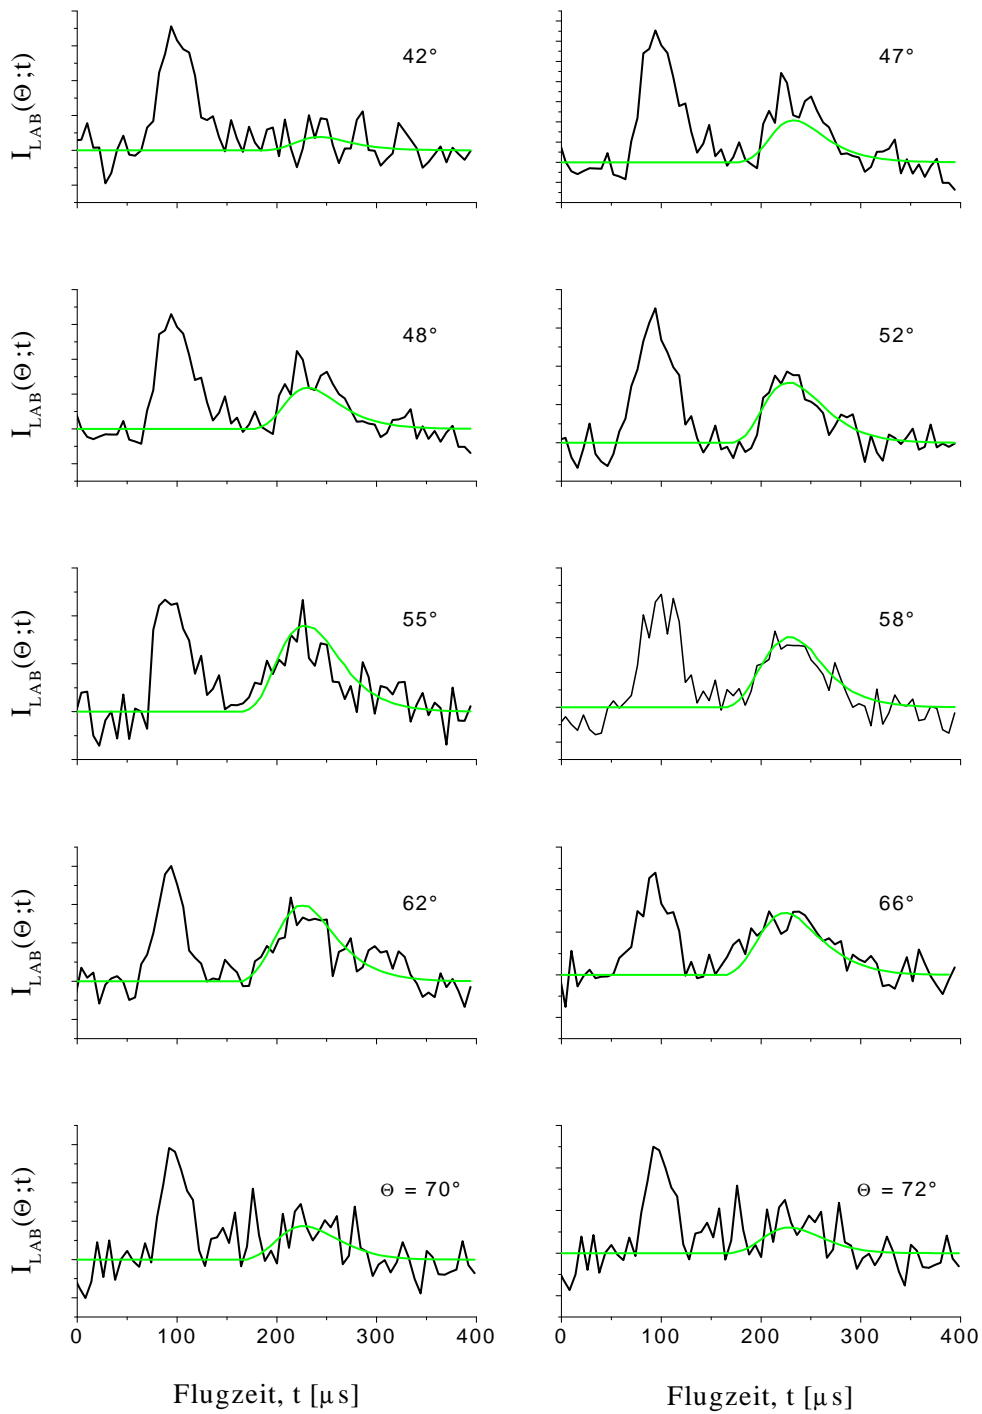 I_LAB(Θ;t)
42°
47°
I_LAB(Θ;t)
48°
52°
I_LAB(Θ;t)
55°
58°
I_LAB(Θ;t)
62°
66°
I_LAB(Θ;t)
Θ = 70°
Θ = 72°
0 100 200 300 400
0 100 200 300 400
Flugzeit, t [μs]
Flugzeit, t [μs]